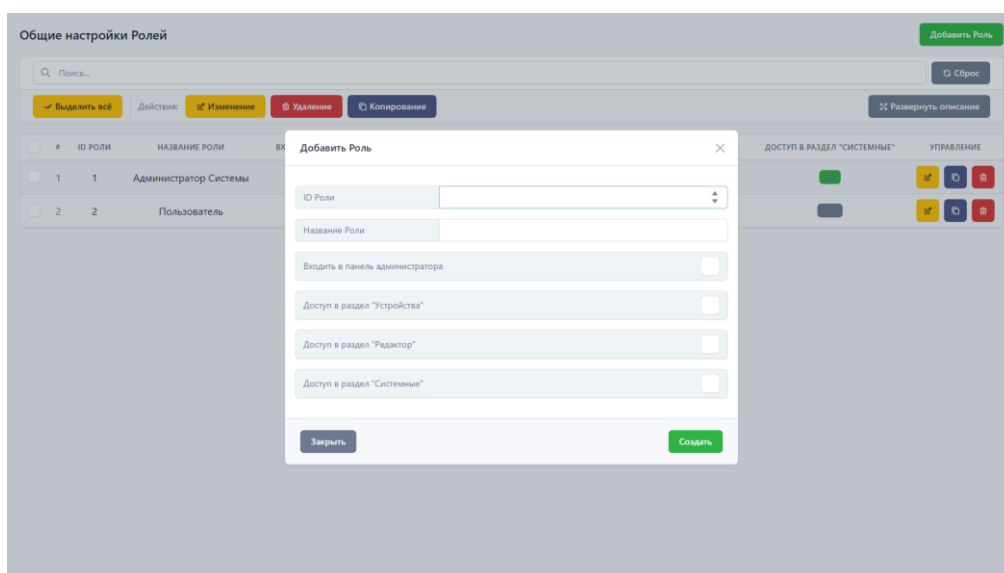 Общие настройки Ролей
Добавить Роль
Поиск...
Сброс
Выделить всё
Действия:
Изменение
Удаление
Копирование
Развернуть описание
# ID РОЛИ НАЗВАНИЕ РОЛИ ДОСТУП В РАЗДЕЛ "СИСТЕМНЫЕ" УПРАВЛЕНИЕ
1 1 Администратор Системы
2 2 Пользователь
Добавить Роль
ID Роли
Название Роли
Входить в панель администратора
Доступ в раздел "Устройства"
Доступ в раздел "Редактор"
Доступ в раздел "Системные"
Закрыть
Создать